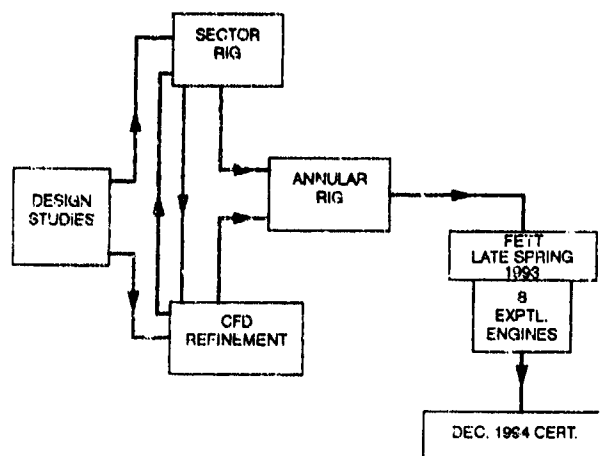 SECTOR
RIG
DESIGN
STUDIES
ANNULAR
RIG
CFD
REFINEMENT
FETT
LATE SPRING
1993
8
EXPTL.
ENGINES
DEC. 1994 CERT.